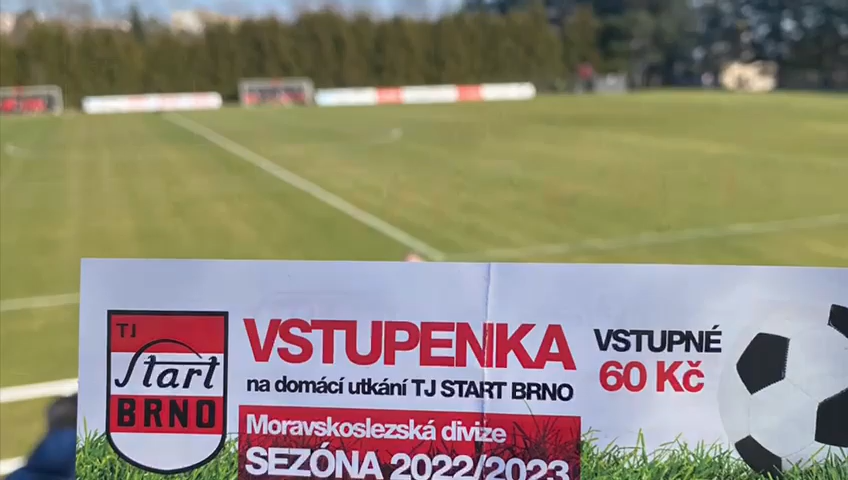 TJ
Start
BRNO
VSTUPENKA
na domácí utkání TJ START BRNO
Moravskoslezská divize
SEZÓNA 2022/2023
VSTUPNÉ
60 Kč